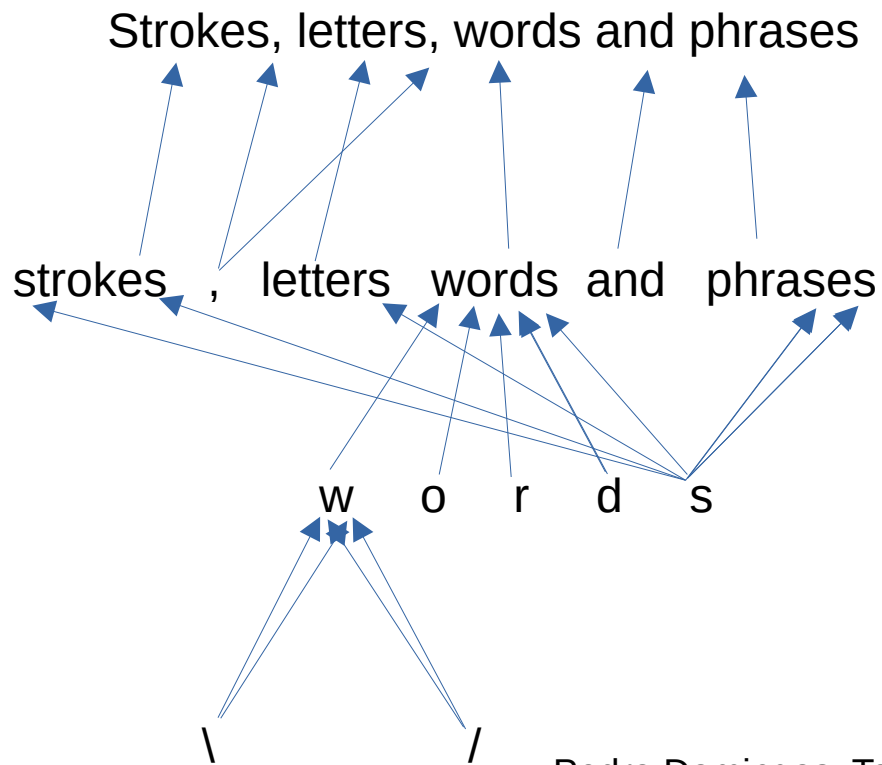 Strokes, letters, words and phrases
strokes , letters words and phrases
w o r d s
\ /